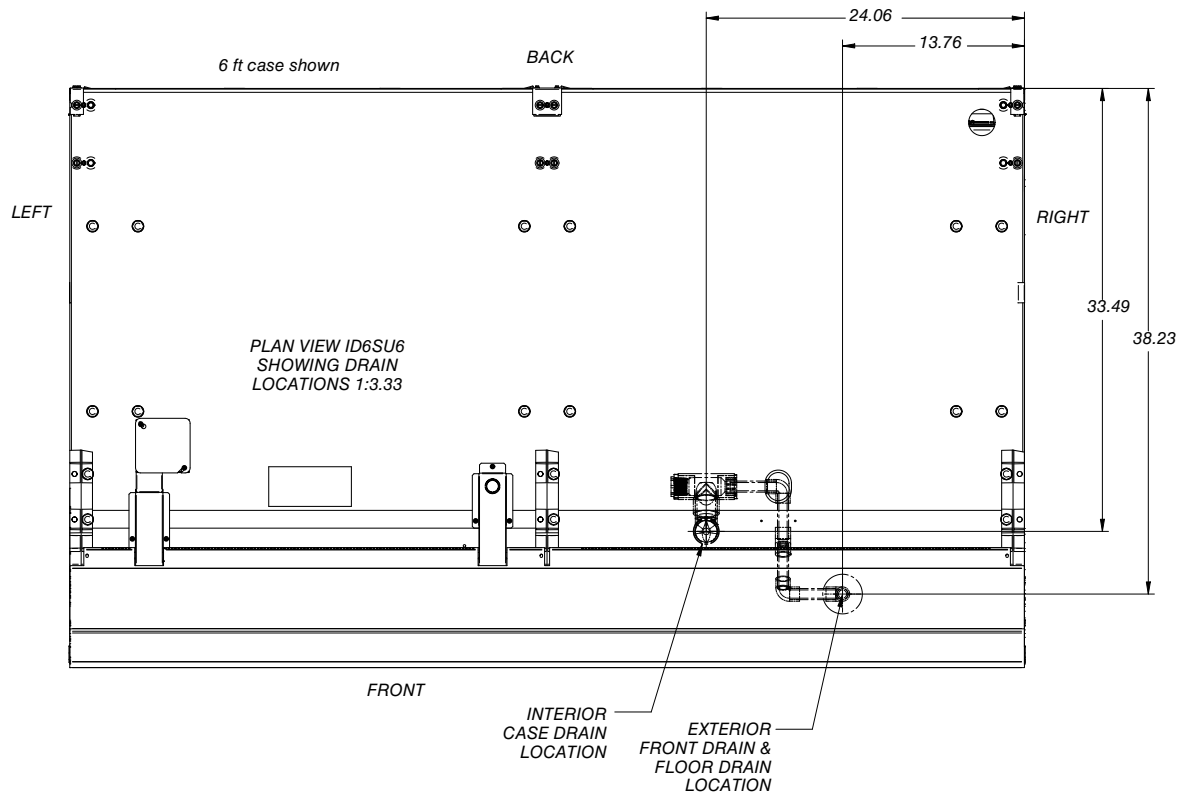 24.06
13.76
BACK
6 ft case shown
LEFT
RIGHT
33.49
38.23
PLAN VIEW ID6SU6
SHOWING DRAIN
LOCATIONS 1:3.33
FRONT
INTERIOR
CASE DRAIN
LOCATION
EXTERIOR
FRONT DRAIN &
FLOOR DRAIN
LOCATION